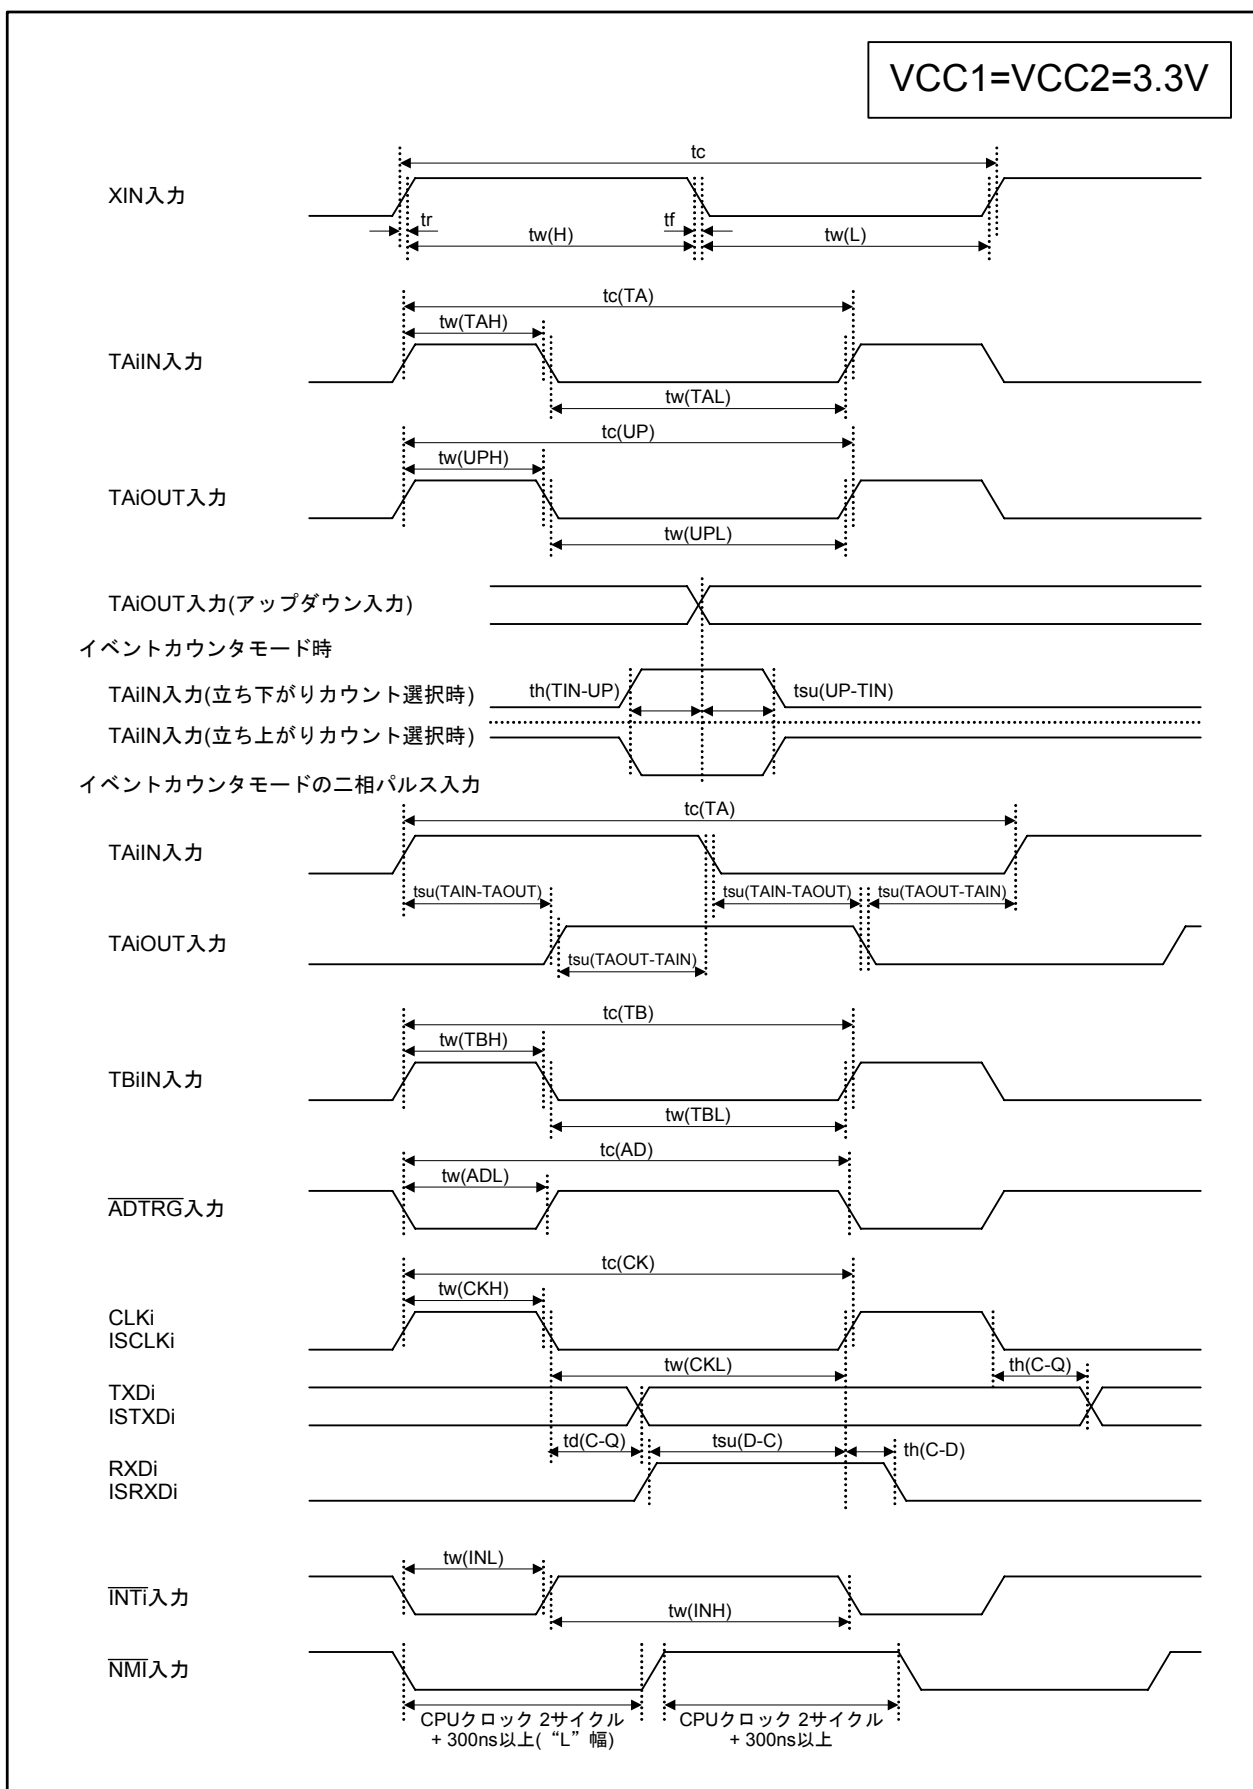 VCC1=VCC2=3.3V
tc
XIN入力
tr
tf
tw(H)
tw(L)
tc(TA)
tw(TAH)
TAiIN入力
tw(TAL)
tc(UP)
tw(UPH)
TAiOUT入力
tw(UPL)
TAiOUT入力(アップダウン入力)
イベントカウンタモード時
TAiIN入力(立ち下がりカウント選択時)
th(TIN-UP)
tsu(UP-TIN)
TAiIN入力(立ち上がりカウント選択時)
イベントカウンタモードの二相パルス入力
tc(TA)
TAiIN入力
tsu(TAIN-TAOUT)
tsu(TAIN-TAOUT)
tsu(TAOUT-TAIN)
TAiOUT入力
tsu(TAOUT-TAIN)
tc(TB)
tw(TBH)
TBiIN入力
tw(TBL)
tc(AD)
tw(ADL)
ADTRG入力
tc(CK)
tw(CKH)
CLKi
ISCLKi
tw(CKL)
th(C-Q)
TXDi
ISTXDi
td(C-Q)
tsu(D-C)
th(C-D)
RXDi
ISRXDi
tw(INL)
INTi入力
tw(INH)
NMI入力
CPUクロック 2サイクル
+ 300ns以上(“L”幅)
CPUクロック 2サイクル
+ 300ns以上